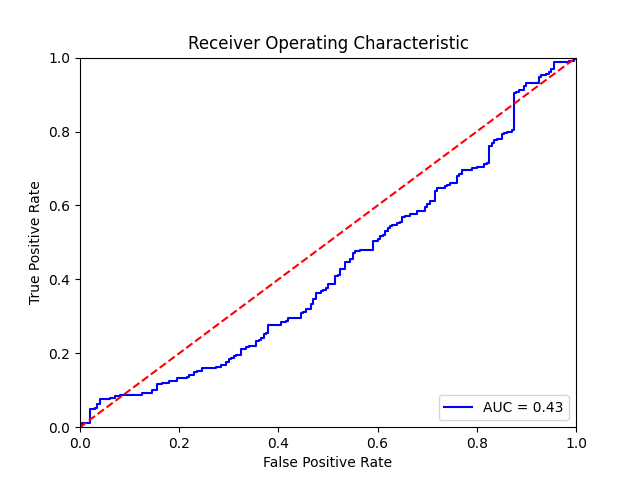 Receiver Operating Characteristic
True Positive Rate
1.0
0.8
0.6
0.4
0.2
0.0
AUC = 0.43
0.0 0.2 0.4 0.6 0.8 1.0
False Positive Rate